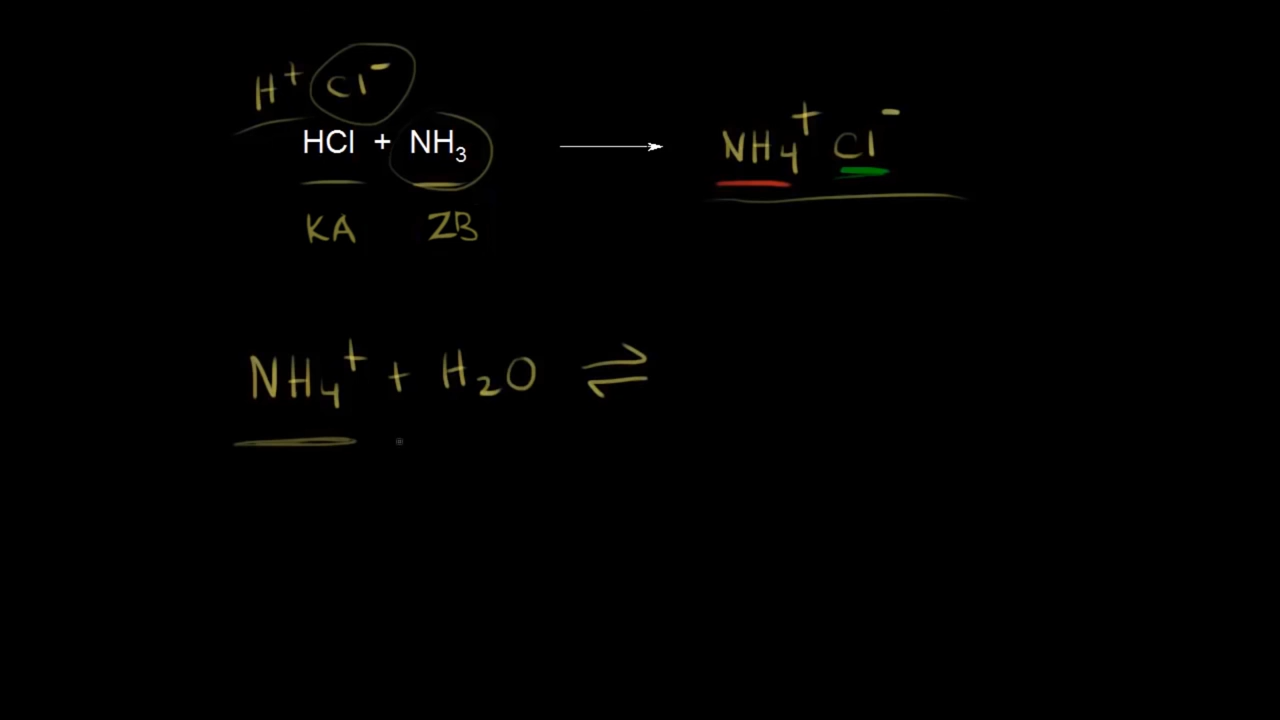 H⁺ Cl⁻
HCl + NH₃ → NH₄⁺ Cl⁻
KA ZB
NH₄⁺ + H₂O ⇌